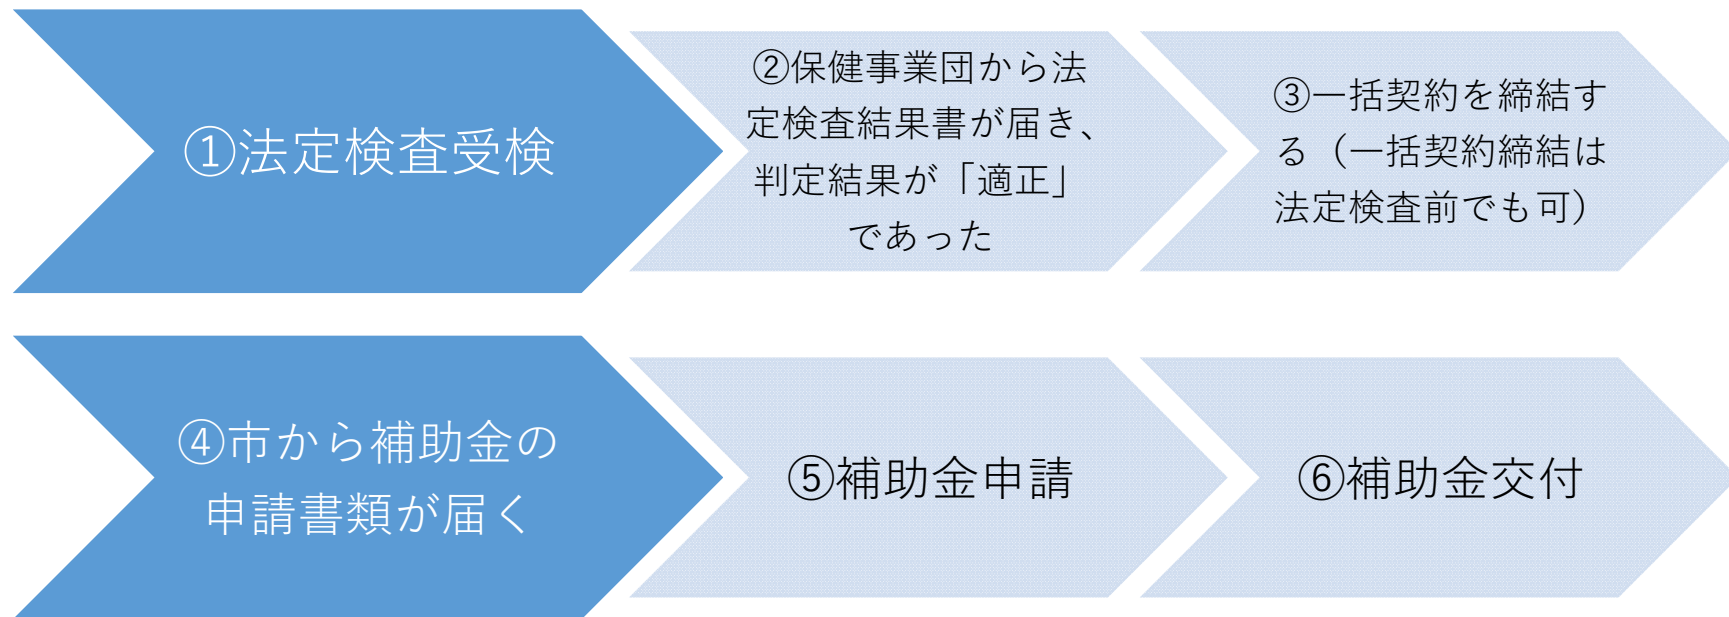 ①法定検査受検
②保健事業団から法
定検査結果書が届き、
判定結果が「適正」
であった
③一括契約を締結す
る（一括契約締結は
法定検査前でも可）
④市から補助金の
申請書類が届く
⑤補助金申請
⑥補助金交付